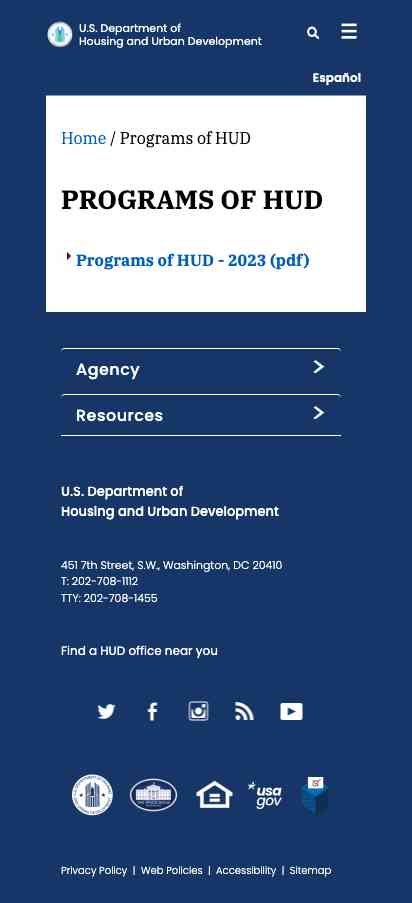 U.S. Department of
Housing and Urban Development
Español
Home / Programs of HUD
PROGRAMS OF HUD
Programs of HUD - 2023 (pdf)
Agency
Resources
U.S. Department of
Housing and Urban Development
451 7th Street, S.W., Washington, DC 20410
T: 202-708-1112
TTY: 202-708-1455
Find a HUD office near you
usa
gov
Privacy Policy | Web Policies | Accessibility | Sitemap